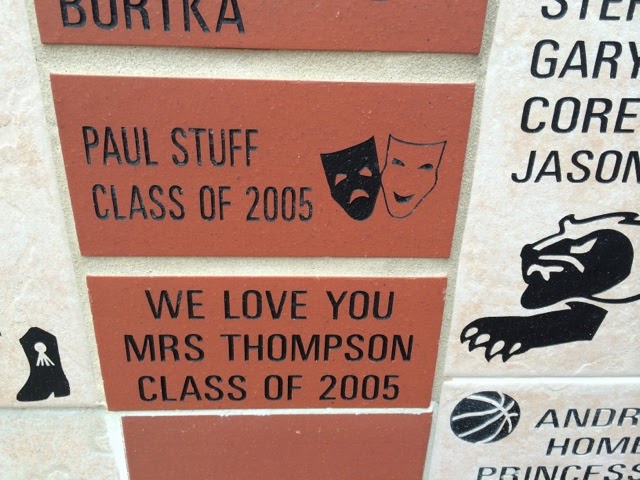 BURTKA
PAUL STUFF
CLASS OF 2005
WE LOVE YOU
MRS THOMPSON
CLASS OF 2005
GARY
CORE
JASON
ANDR
HOME
PRINCESS